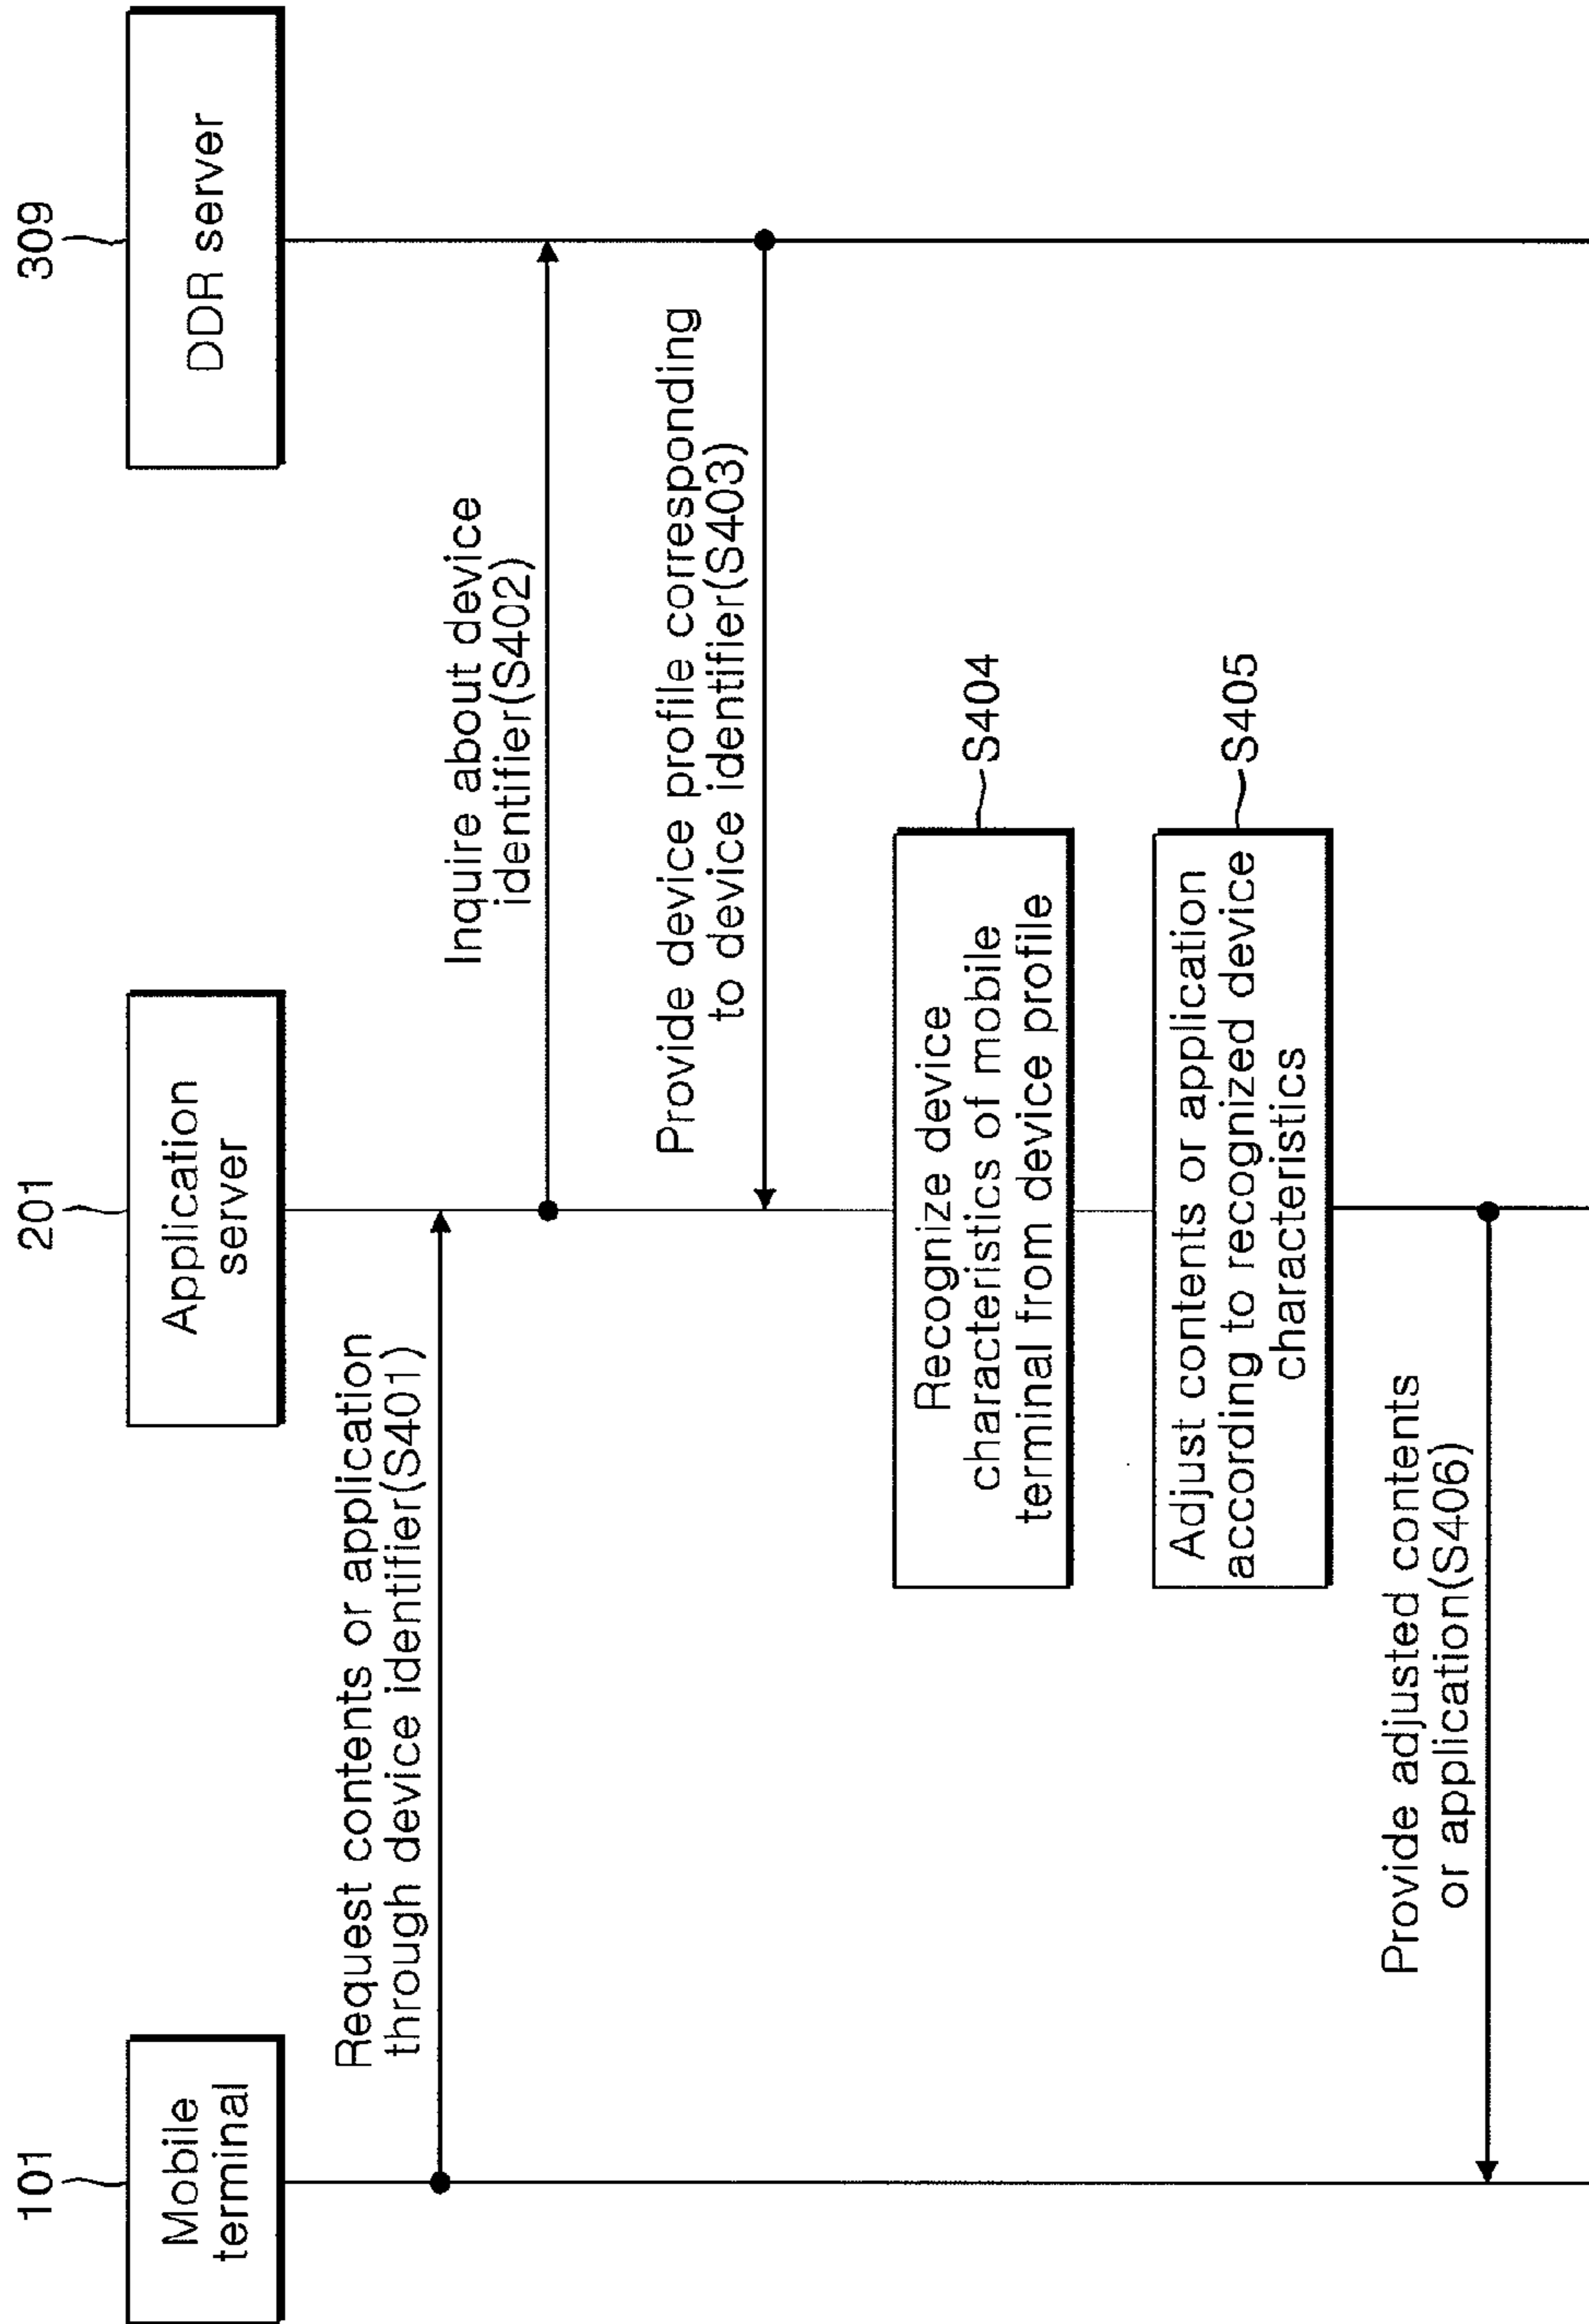 101
201
309
Mobile
terminal
Application
server
DDR server
Request contents or application
through device identifier(S401)
Inquire about device
identifier(S402)
Provide device profile corresponding
to device identifier(S403)
Recognize device
characteristics of mobile
terminal from device profile
S404
Adjust contents or application
according to recognized device
characteristics
S405
Provide adjusted contents
or application(S406)